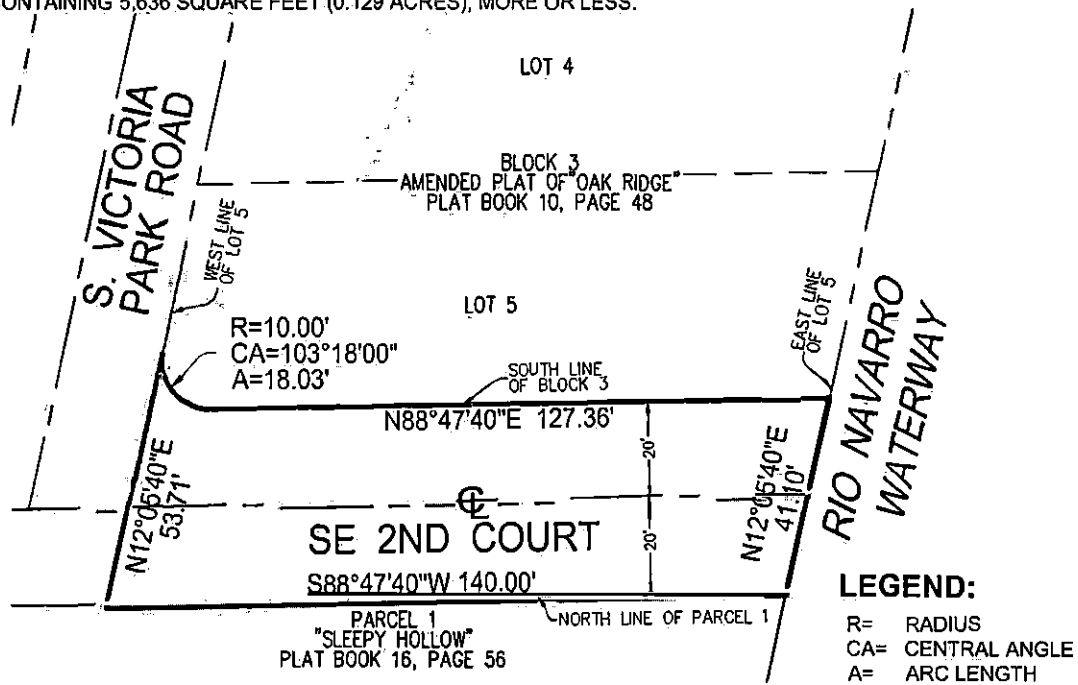 CONTAINING 5,636 SQUARE FEET (0.129 ACRES), MORE OR LESS.
LOT 4
S. VICTORIA
PARK ROAD
BLOCK 3
AMENDED PLAT OF "OAK RIDGE"
PLAT BOOK 10, PAGE 48
WEST LINE
OF LOT 5
LOT 5
EAST LINE
OF LOT 5
RIO NAVARRO
WATERWAY
R=10.00'
CA=103°18'00"
A=18.03'
SOUTH LINE
OF BLOCK 3
N88°47'40"E 127.36'
20'
N12°05'40"E
53.71'
N12°05'40"E
41.10'
CL
SE 2ND COURT
20'
S88°47'40"W 140.00'
NORTH LINE OF PARCEL 1
PARCEL 1
"SLEEPY HOLLOW"
PLAT BOOK 16, PAGE 56
LEGEND:
R= RADIUS
CA= CENTRAL ANGLE
A= ARC LENGTH